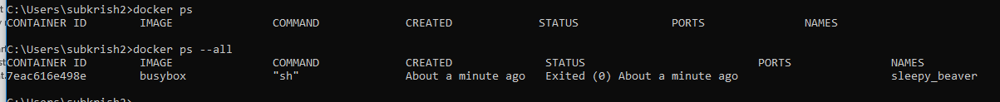 C:\Users\subkrish2>docker ps
CONTAINER ID IMAGE COMMAND CREATED STATUS PORTS NAMES
C:\Users\subkrish2>docker ps --all
CONTAINER ID IMAGE COMMAND CREATED STATUS PORTS NAMES
7eac616e498e busybox "sh" About a minute ago Exited (0) About a minute ago sleepy_beaver
C:\Users\subkrish2>